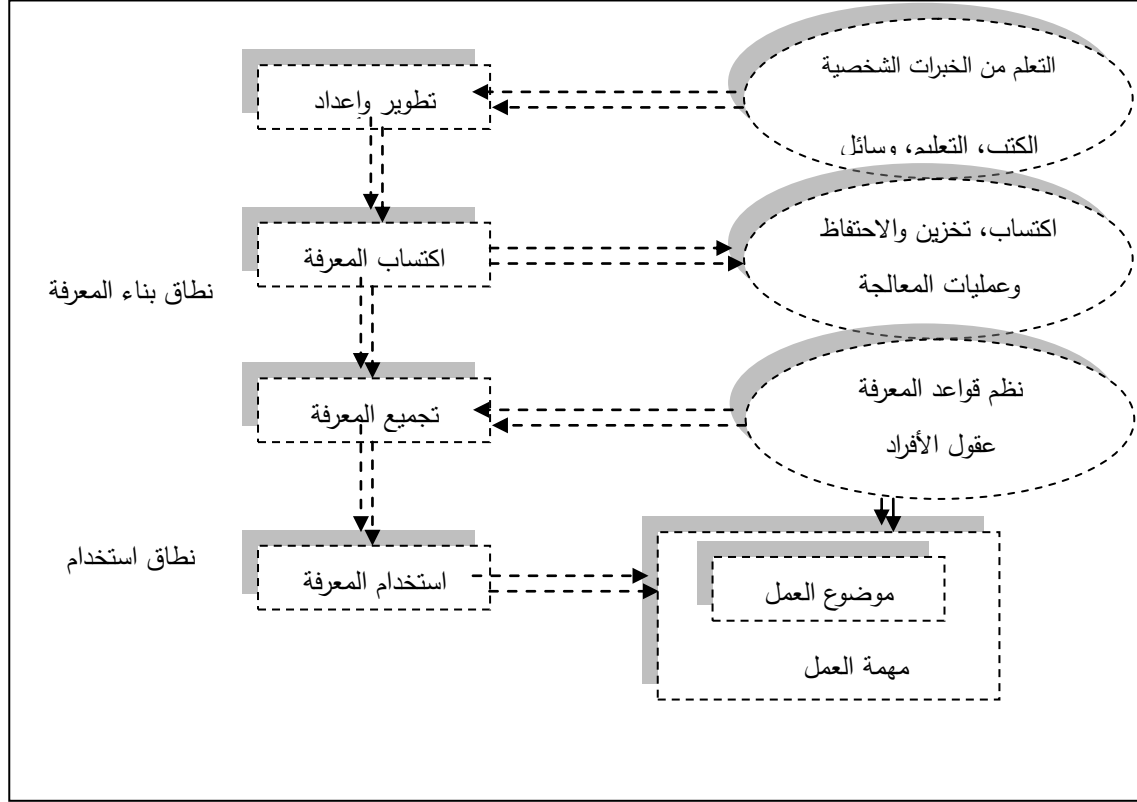 التعلم من الخبرات الشخصية
تطوير وإعداد
الكتب، التعليم، وسائل
اكتساب، تخزين والاحتفاظ
اكتساب المعرفة
وعمليات المعالجة
نطاق بناء المعرفة
نظم قواعد المعرفة
تجميع المعرفة
عقول الأفراد
نطاق استخدام
استخدام المعرفة
موضوع العمل
مهمة العمل